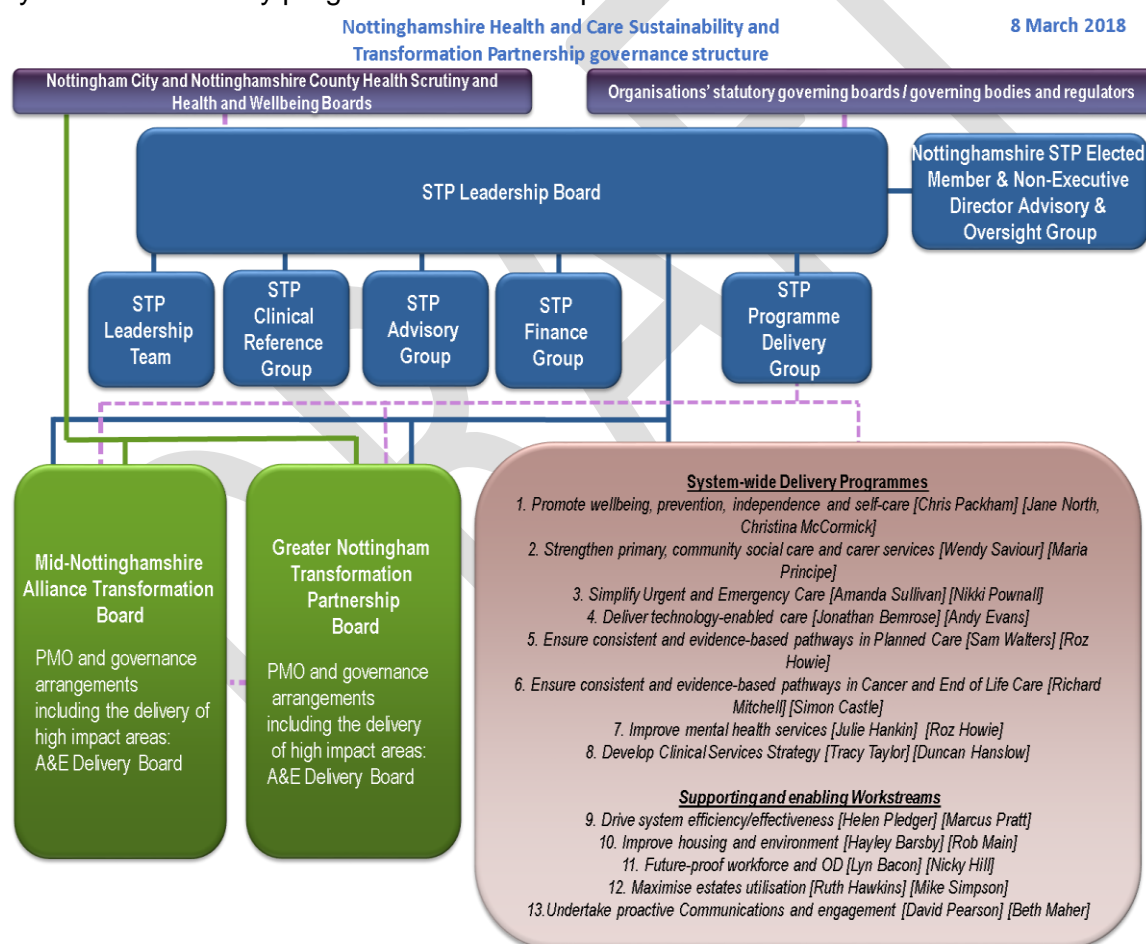 Nottinghamshire Health and Care Sustainability and
Transformation Partnership governance structure
8 March 2018
Nottingham City and Nottinghamshire County Health Scrutiny and
Health and Wellbeing Boards
Organisations' statutory governing boards / governing bodies and regulators
STP Leadership Board
Nottinghamshire STP Elected
Member & Non-Executive
Director Advisory &
Oversight Group
STP
Leadership
Team
STP
Clinical
Reference
Group
STP
Advisory
Group
STP
Finance
Group
STP
Programme
Delivery
Group
Mid-Nottinghamshire
Alliance Transformation
Board
PMO and governance
arrangements
including the delivery of
high impact areas:
A&E Delivery Board
Greater Nottingham
Transformation
Partnership
Board
PMO and governance
arrangements
including the delivery
of high impact areas:
A&E Delivery Board
System-wide Delivery Programmes
1. Promote wellbeing, prevention, independence and self-care [Chris Packham] [Jane North,
Christina McCormick]
2. Strengthen primary, community social care and carer services [Wendy Saviour] [Maria
Principe]
3. Simplify Urgent and Emergency Care [Amanda Sullivan] [Nikki Pownall]
4. Deliver technology-enabled care [Jonathan Bemrose] [Andy Evans]
5. Ensure consistent and evidence-based pathways in Planned Care [Sam Walters] [Roz
Howie]
6. Ensure consistent and evidence-based pathways in Cancer and End of Life Care [Richard
Mitchell] [Simon Castle]
7. Improve mental health services [Julie Hankin] [Roz Howie]
8. Develop Clinical Services Strategy [Tracy Taylor] [Duncan Hanslow]
Supporting and enabling Workstreams
9. Drive system efficiency/effectiveness [Helen Pledger] [Marcus Pratt]
10. Improve housing and environment [Hayley Barsby] [Rob Main]
11. Future-proof workforce and OD [Lyn Bacon] [Nicky Hill]
12. Maximise estates utilisation [Ruth Hawkins] [Mike Simpson]
13.Undertake proactive Communications and engagement [David Pearson] [Beth Maher]